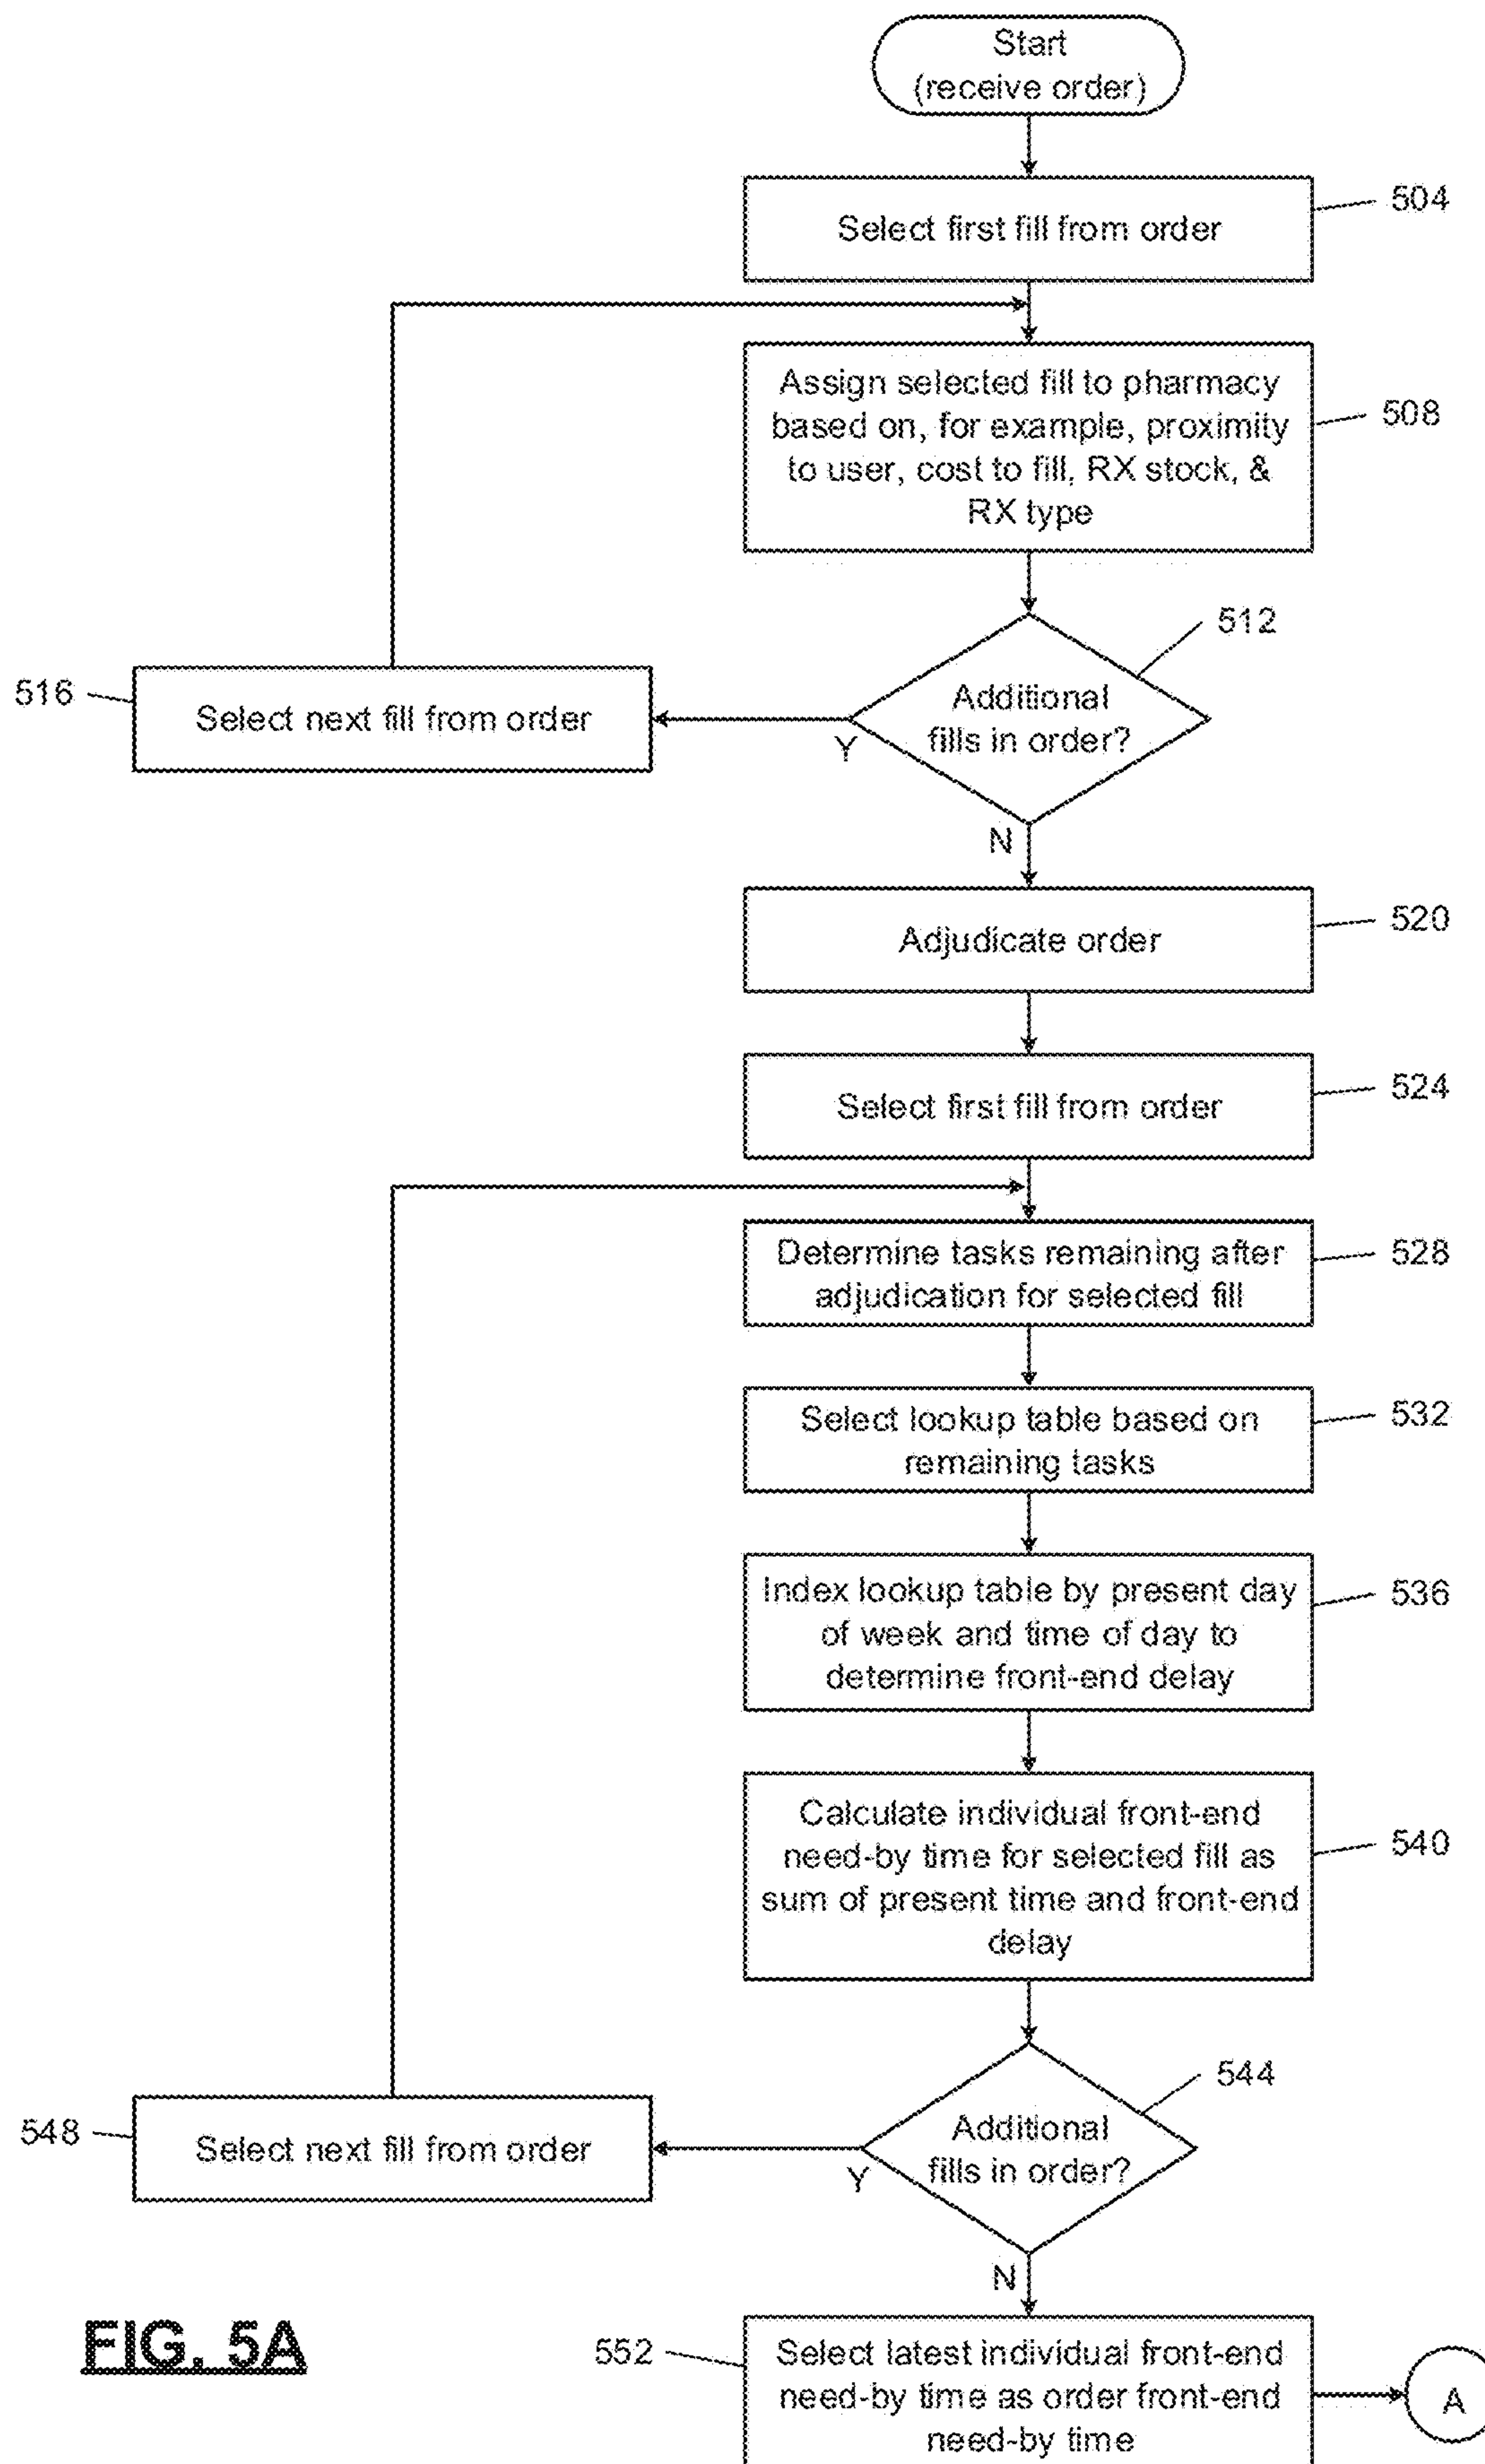 Start
(receive order)
504
Select first fill from order
Assign selected fill to pharmacy
based on, for example, proximity
to user, cost to fill, RX stock, &
RX type
508
512
Additional
fills in order?
516
Select next fill from order
Y
N
Adjudicate order
520
Select first fill from order
524
Determine tasks remaining after
adjudication for selected fill
528
Select lookup table based on
remaining tasks
532
Index lookup table by present day
of week and time of day to
determine front-end delay
536
Calculate individual front-end
need-by time for selected fill as
sum of present time and front-end
delay
540
544
Additional
fills in order?
548
Select next fill from order
Y
N
FIG. 5A
552
Select latest individual front-end
need-by time as order front-end
need-by time
A